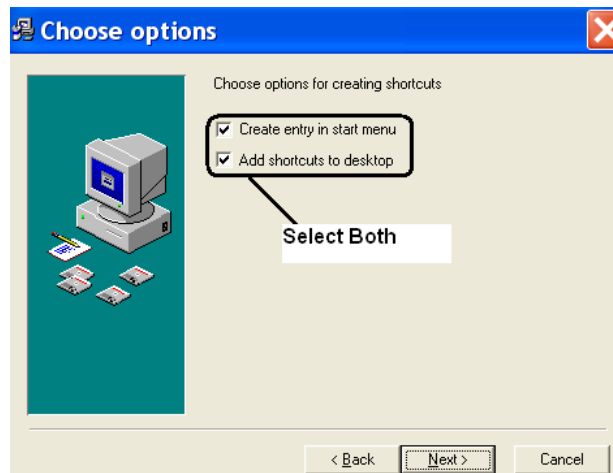 Choose options
Choose options for creating shortcuts
Create entry in start menu
Add shortcuts to desktop
Select Both
< Back
Next >
Cancel